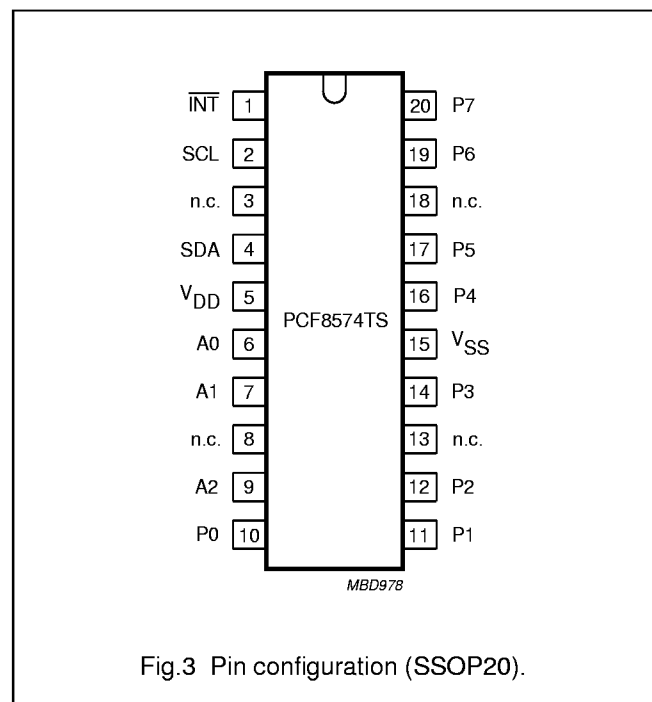 INT 1 20 P7
SCL 2 19 P6
n.c. 3 18 n.c.
SDA 4 17 P5
VDD 5 16 P4
PCF8574TS
A0 6 15 VSS
A1 7 14 P3
n.c. 8 13 n.c.
A2 9 12 P2
P0 10 11 P1
MBD978
Fig.3 Pin configuration (SSOP20).